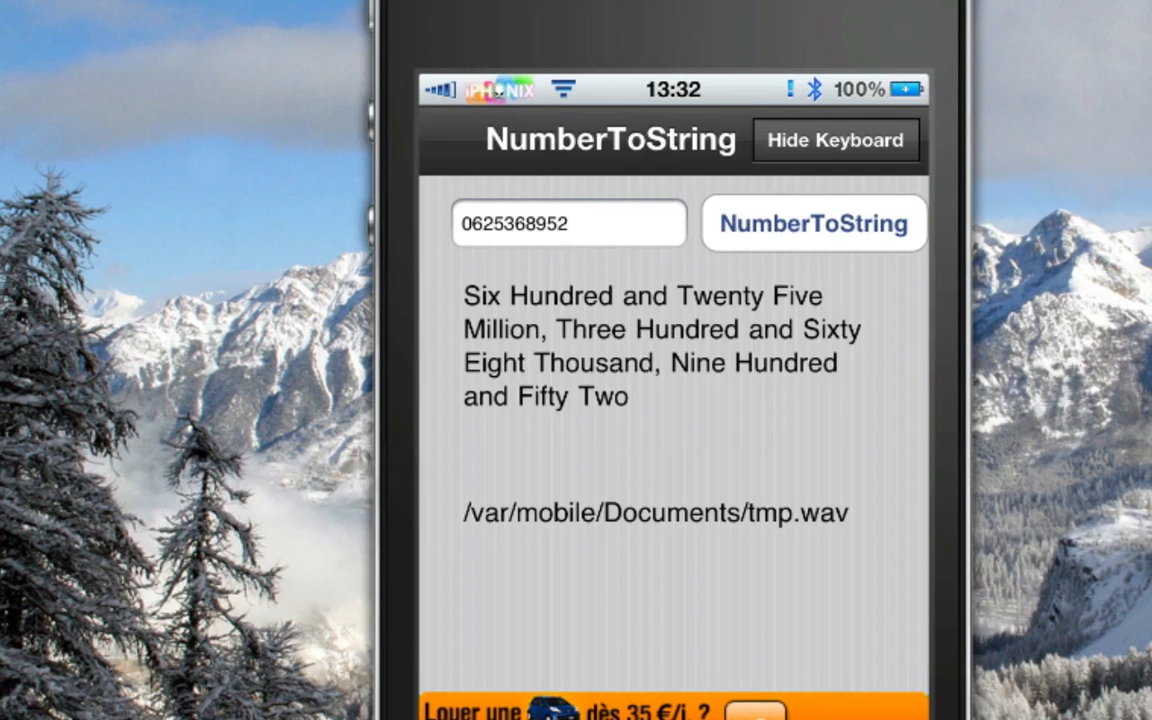 iPHONIX 13:32 100%
NumberToString Hide Keyboard
0625368952 NumberToString
Six Hundred and Twenty Five
Million, Three Hundred and Sixty
Eight Thousand, Nine Hundred
and Fifty Two
/var/mobile/Documents/tmp.wav
Louer une dès 35 €/j. ?